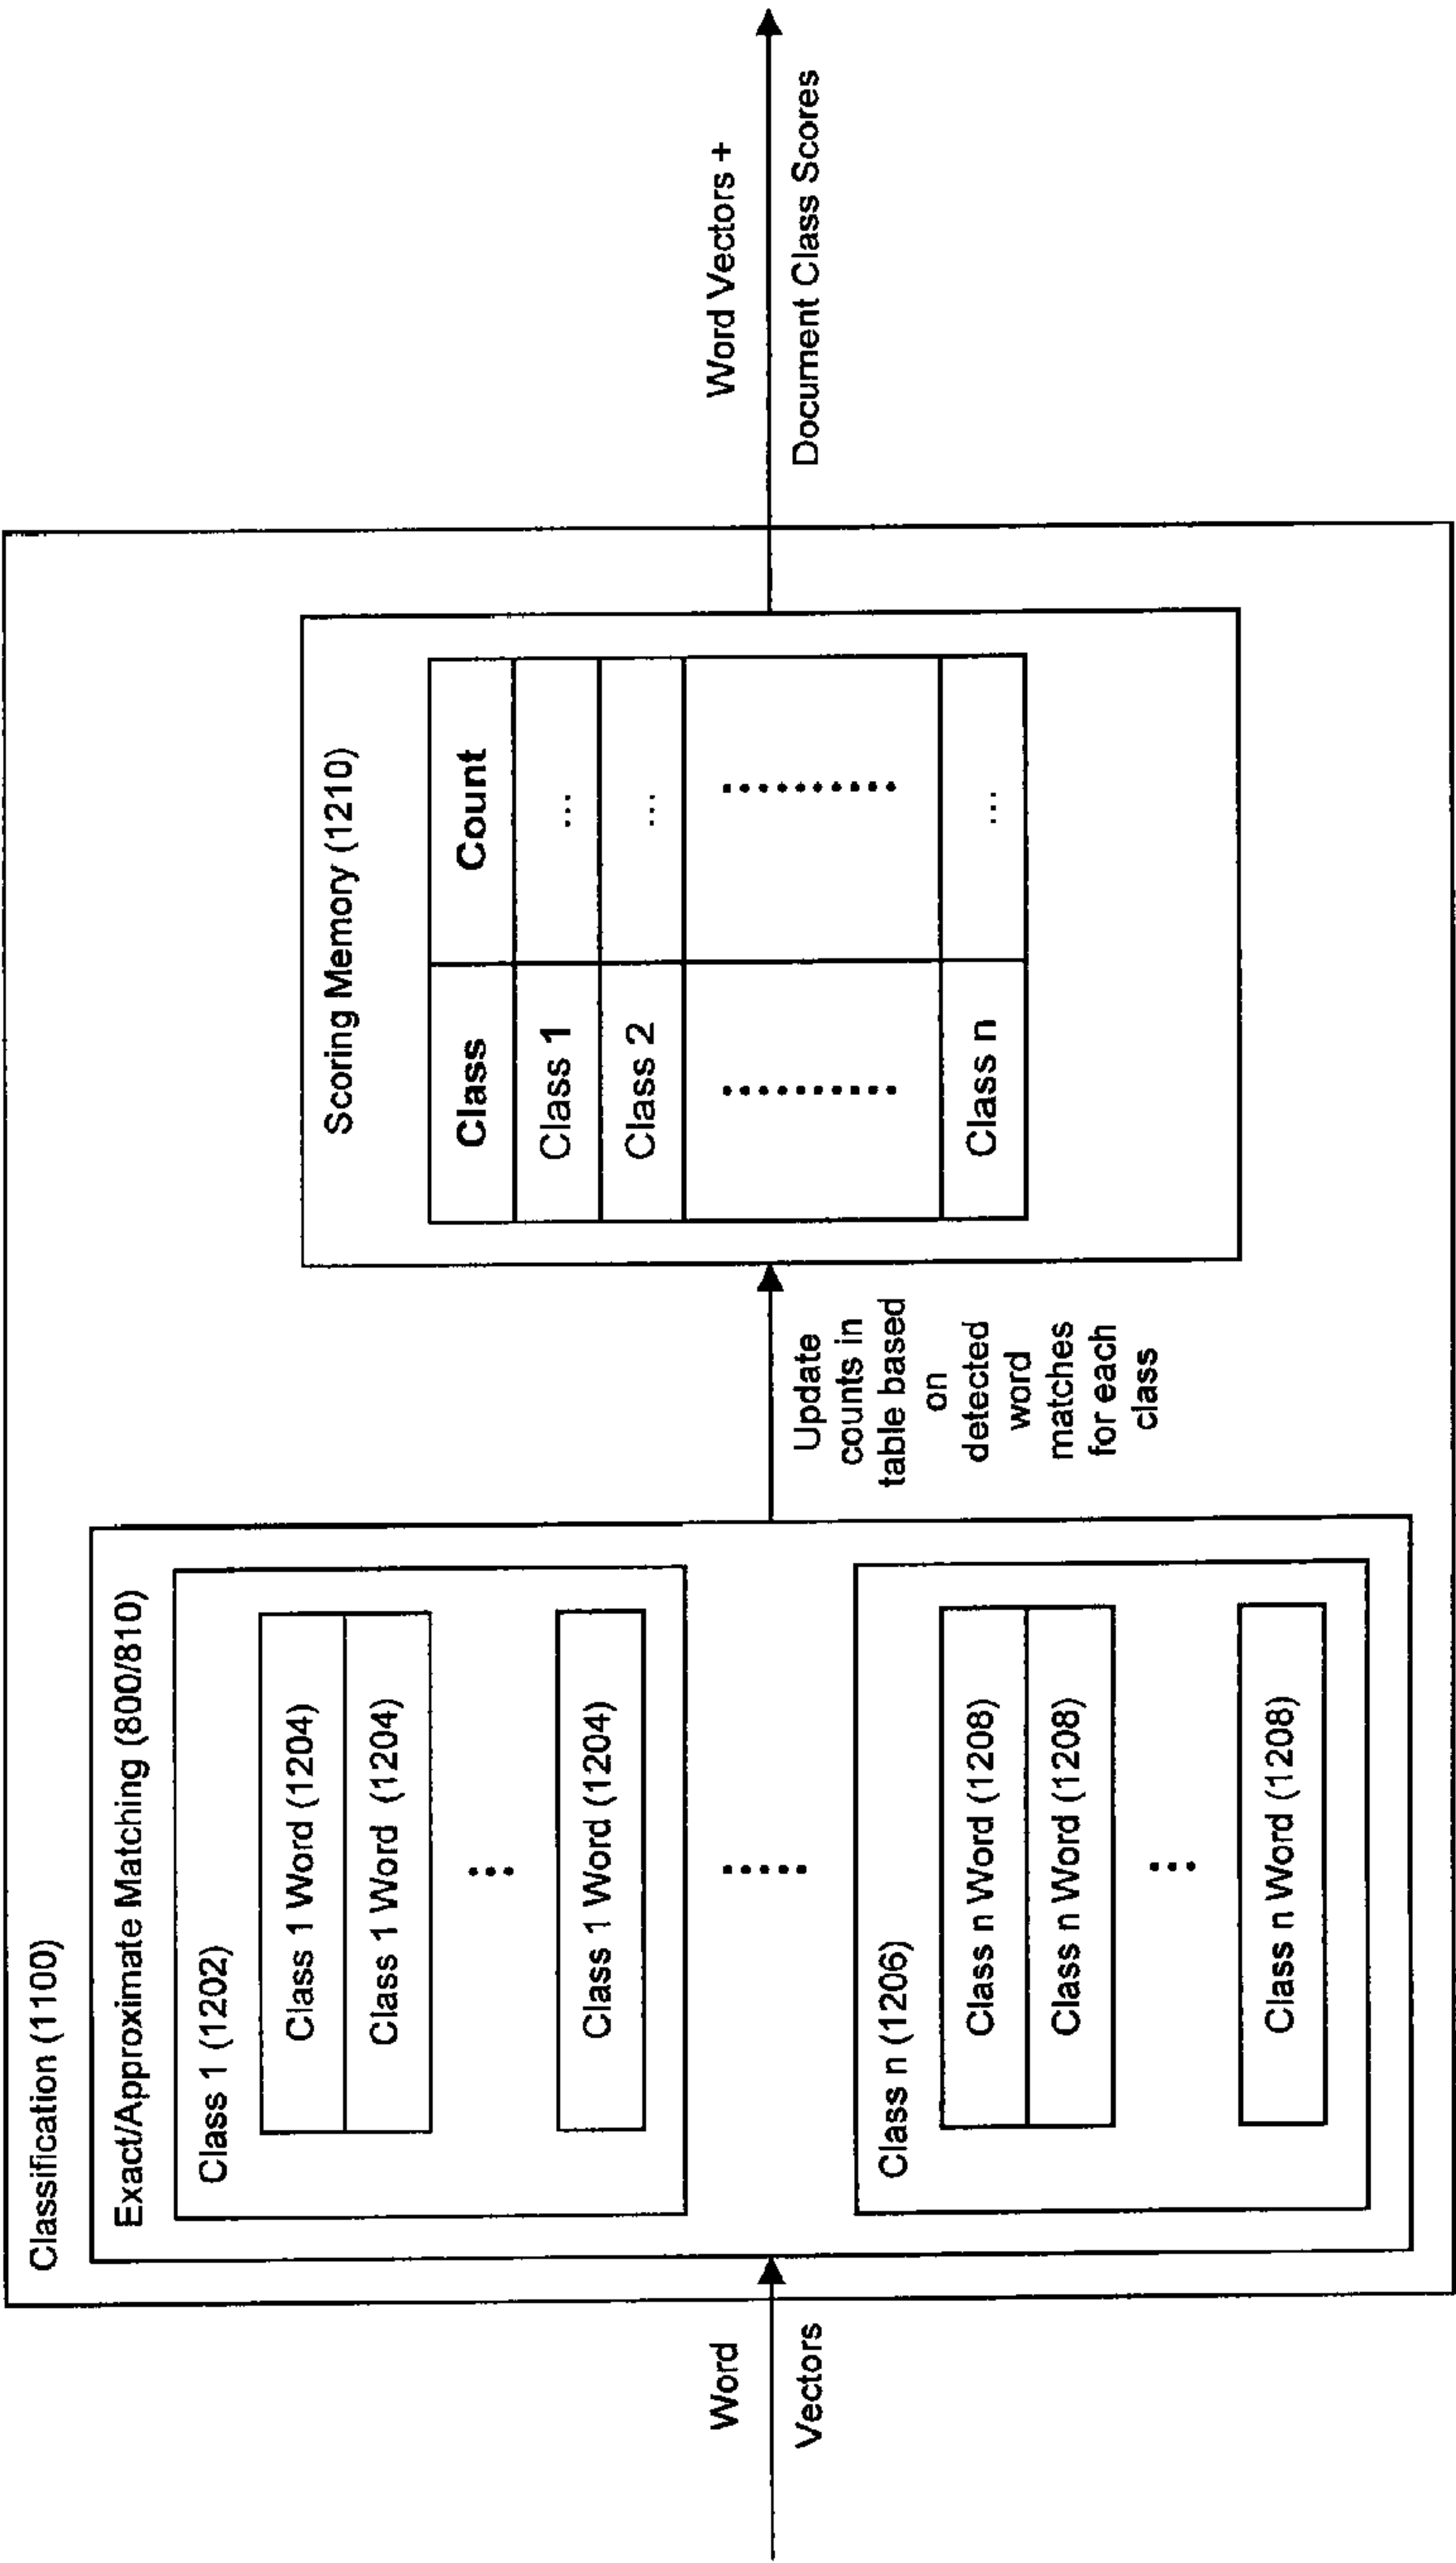 Classification (1100)
Exact/Approximate Matching (800/810)
Class 1 (1202)
Class 1 Word (1204)
Class 1 Word (1204)
...
Class 1 Word (1204)
.....
Class n (1206)
Class n Word (1208)
Class n Word (1208)
...
Class n Word (1208)
Word
Vectors
Update
counts in
table based
on
detected
word
matches
for each
class
Scoring Memory (1210)
Class Count
Class 1 ...
Class 2 ...
.......... ..........
Class n ...
Word Vectors +
Document Class Scores